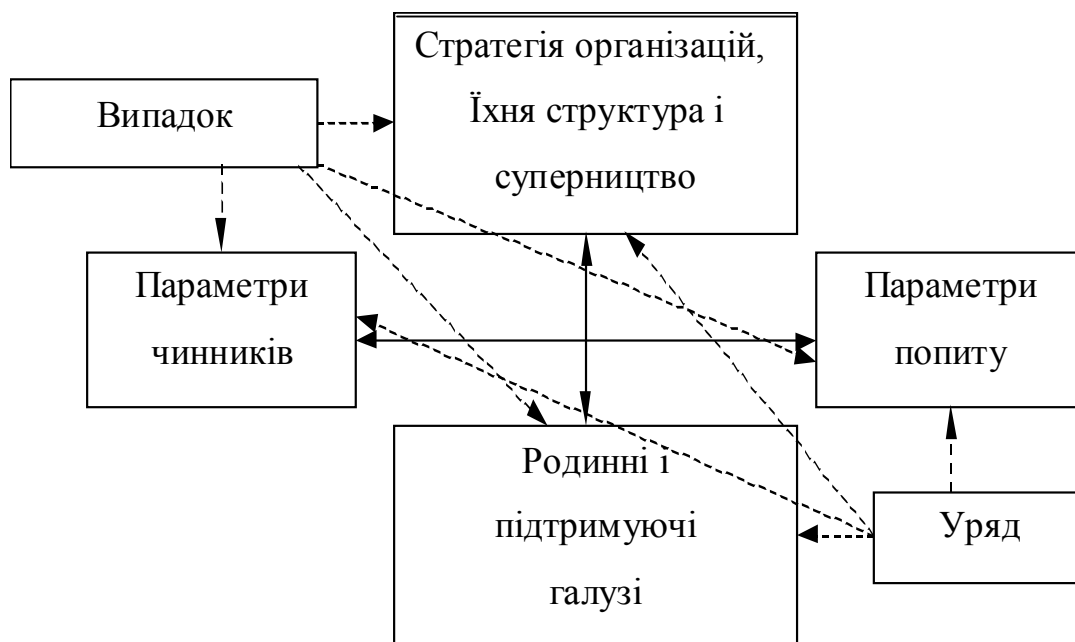 Стратегія організацій,
Їхня структура і
суперництво
Випадок
Параметри
чинників
Параметри
попиту
Родинні і
підтримуючі
галузі
Уряд